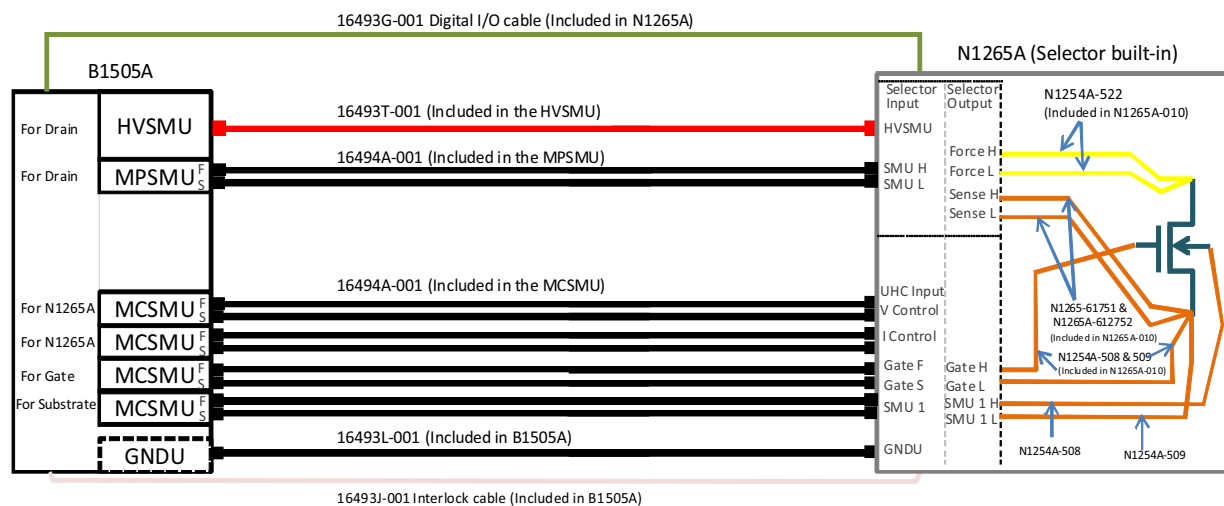 16493G-001 Digital I/O cable (Included in N1265A)
N1265A (Selector built-in)
B1505A
Selector Input
Selector Output
N1254A-522
(Included in N1265A-010)
For Drain
HVSMU
16493T-001 (Included in the HVSMU)
HVSMU
For Drain
MPSMU
F
S
16494A-001 (Included in the MPSMU)
SMU H
SMU L
Force H
Force L
Sense H
Sense L
16494A-001 (Included in the MCSMU)
For N1265A
MCSMU
F
S
UHC Input
V Control
For N1265A
MCSMU
F
S
I Control
For Gate
MCSMU
F
S
Gate F
Gate S
Gate H
Gate L
For Substrate
MCSMU
F
S
SMU 1
SMU 1 H
SMU 1 L
N1265-61751 &
N1265A-612752
(Included in N1265A-010)
N1254A-508 & 509
(Included in N1265A-010)
GNDU
16493L-001 (Included in B1505A)
GNDU
N1254A-508
N1254A-509
16493J-001 Interlock cable (Included in B1505A)